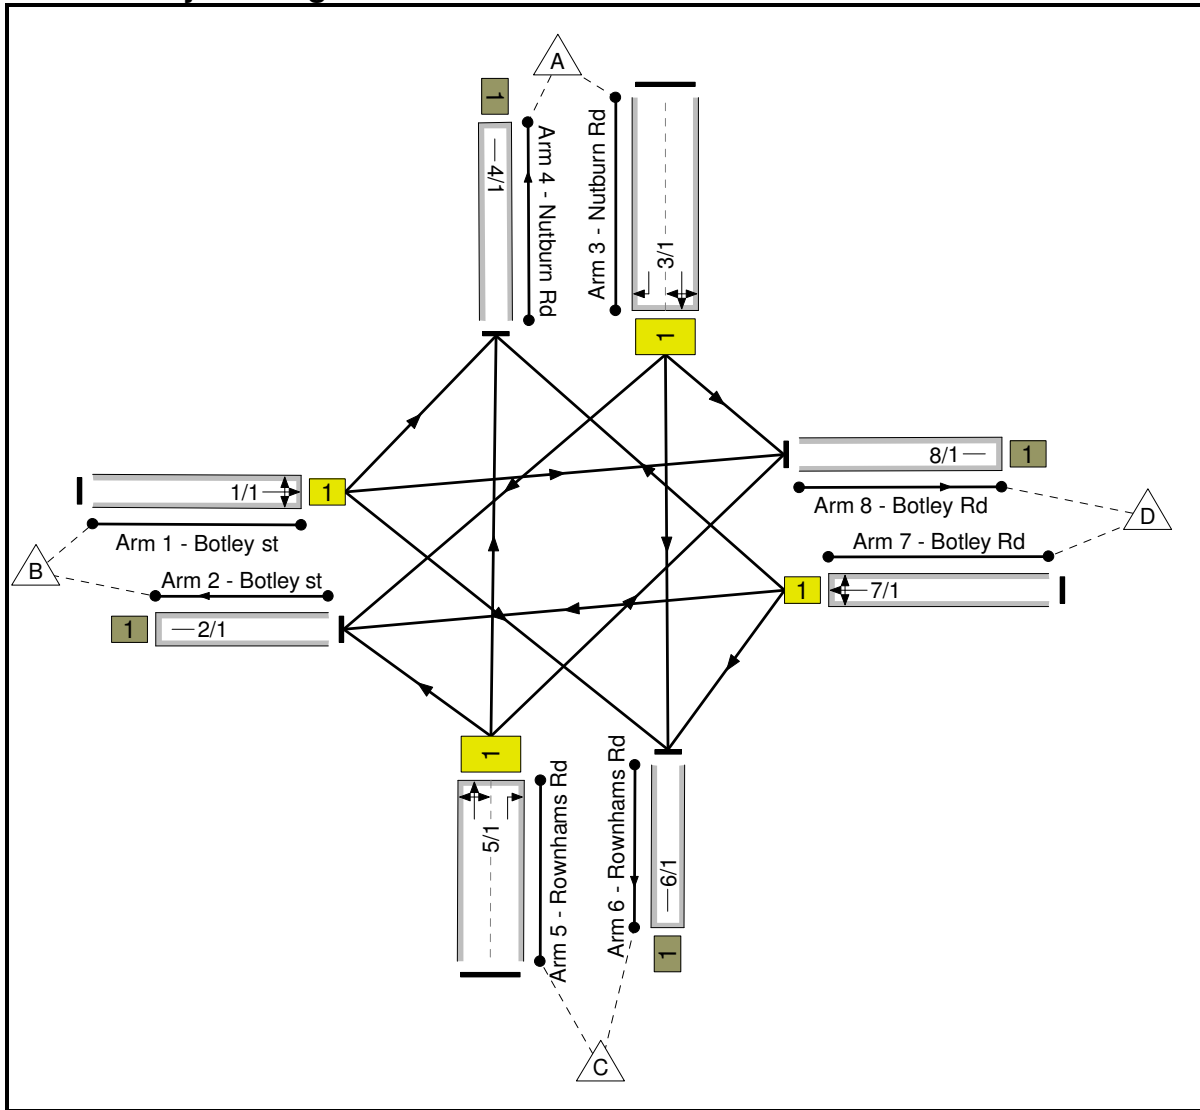 A
1
Arm 4 - Nutburn Rd
4/1
Arm 3 - Nutburn Rd
3/1
1
8/1
1
Arm 8 - Botley Rd
D
1/1
1
Arm 1 - Botley st
B
Arm 2 - Botley st
1
2/1
Arm 7 - Botley Rd
1
7/1
1
5/1
Arm 5 - Rownhams Rd
Arm 6 - Rownhams Rd
6/1
1
C